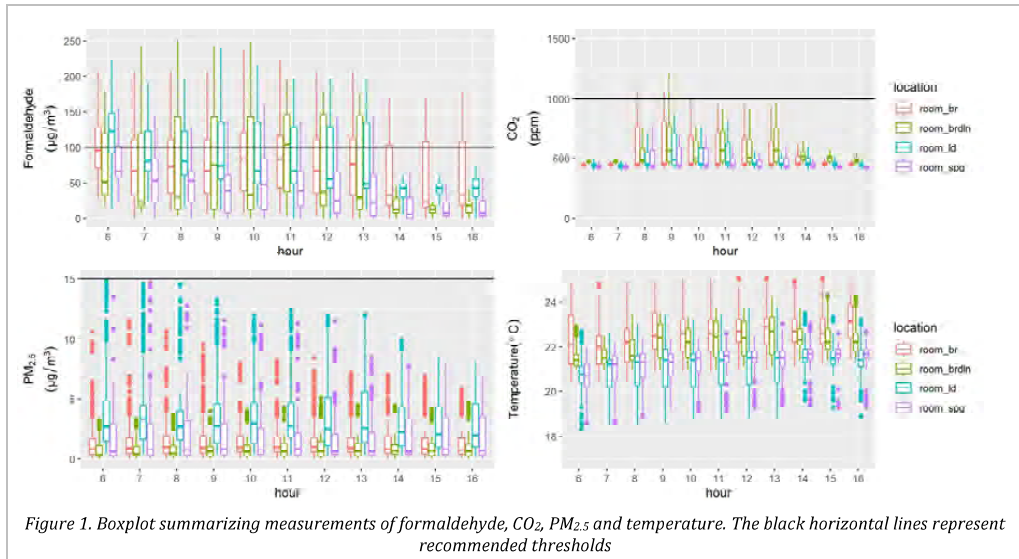 Formaldehyde
(µg/m³)
250
200
150
100
50
0
6 7 8 9 10 11 12 13 14 15 16
hour
CO₂
(ppm)
1500
1000
500
0
6 7 8 9 10 11 12 13 14 15 16
hour
location
room_br
room_brdln
room_ld
room_spg
PM₂.₅
(µg/m³)
15
10
5
0
6 7 8 9 10 11 12 13 14 15 16
hour
Temperature(°C)
24
22
20
18
6 7 8 9 10 11 12 13 14 15 16
hour
location
room_br
room_brdln
room_ld
room_spg
Figure 1. Boxplot summarizing measurements of formaldehyde, CO₂, PM₂.₅ and temperature. The black horizontal lines represent
recommended thresholds